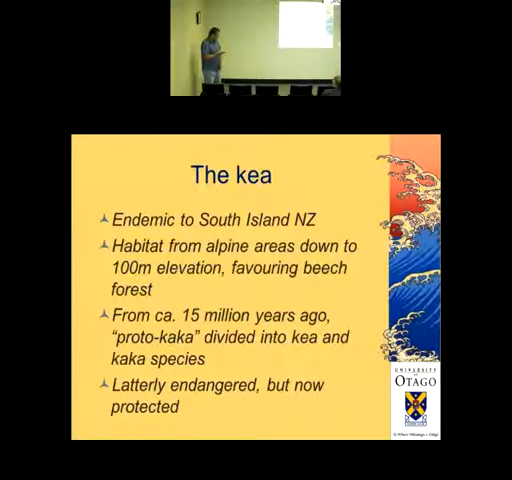 The kea
Endemic to South Island NZ
Habitat from alpine areas down to
100m elevation, favouring beech
forest
From ca. 15 million years ago,
"proto-kaka" divided into kea and
kaka species
Latterly endangered, but now
protected
UNIVERSITY
of
OTAGO